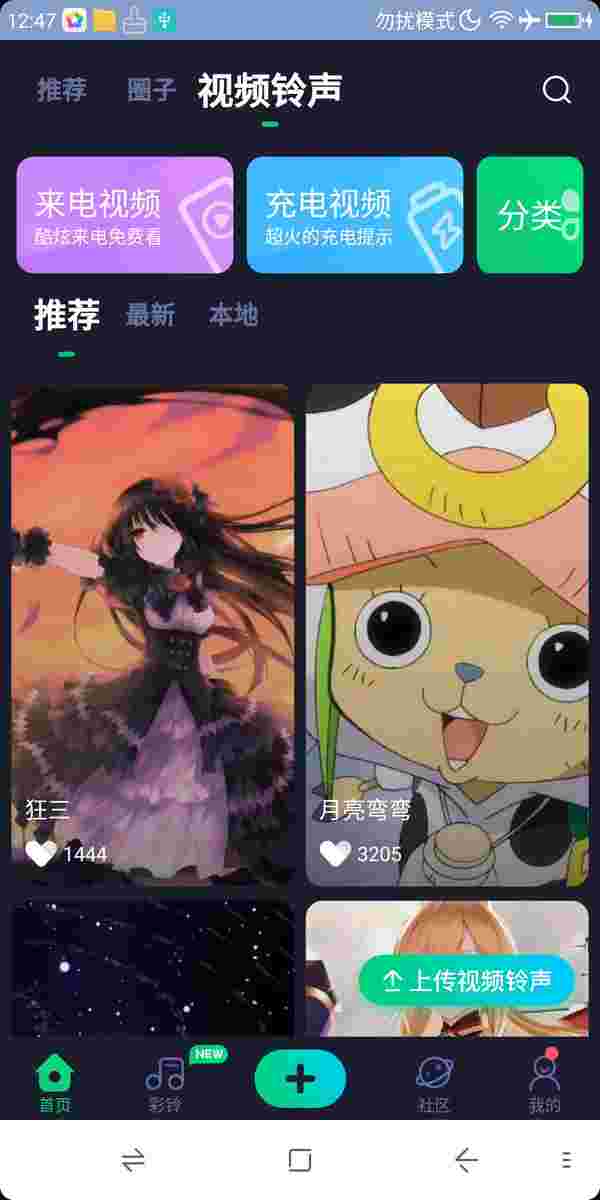 12:47
勿扰模式
推荐
圈子
视频铃声
来电视频
酷炫来电免费看
充电视频
超火的充电提示
分类
推荐
最新
本地
狂三
1444
月亮弯弯
3205
上传视频铃声
NEW
首页
彩铃
社区
我的